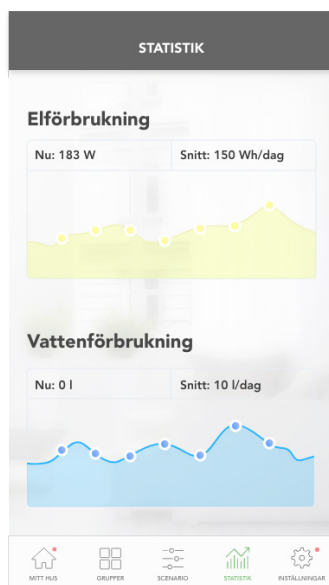 STATISTIK
Elförbrukning
Nu: 183 W
Snitt: 150 Wh/dag
Vattenförbrukning
Nu: 0 l
Snitt: 10 l/dag
MITT HUS
GRUPPER
SCENARIO
STATISTIK
INSTÄLLNINGAR